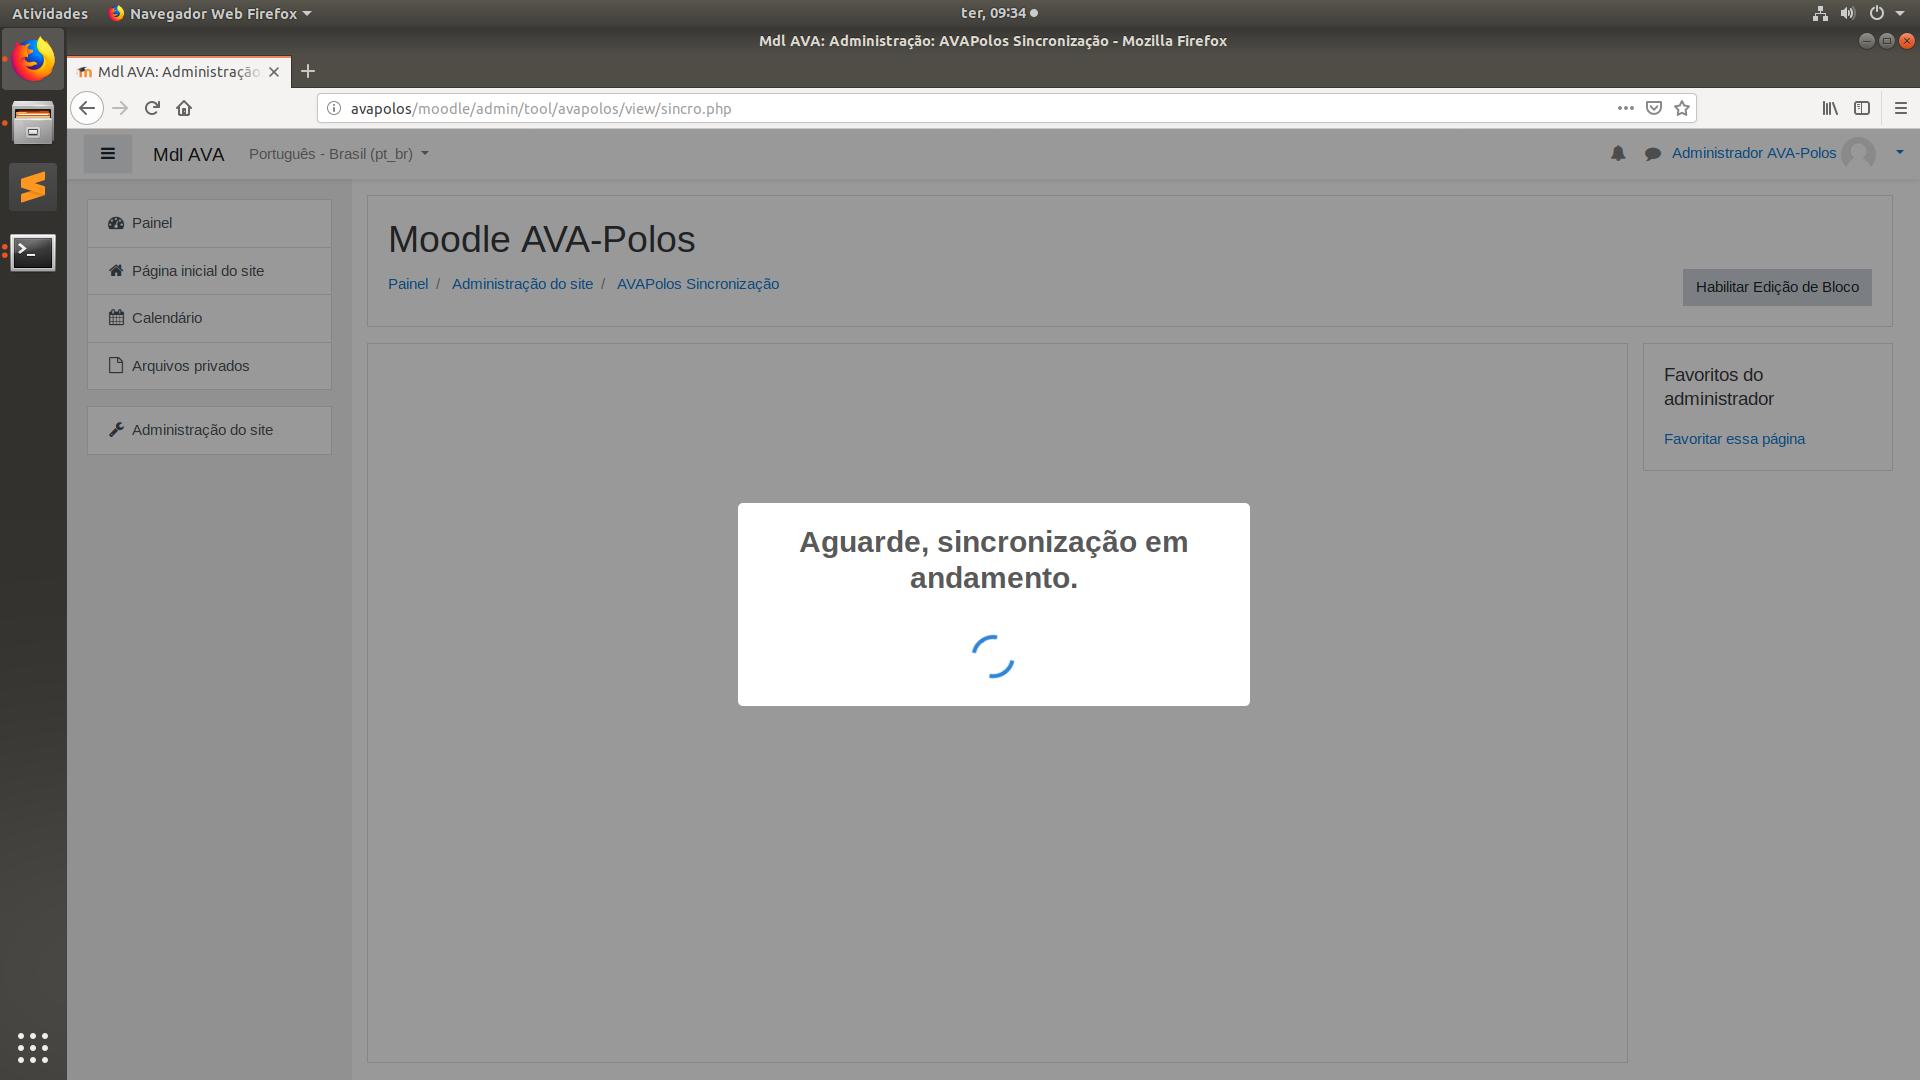 Atividades
Navegador Web Firefox
ter, 09:34
Mdl AVA: Administração: AVAPolos Sincronização - Mozilla Firefox
Mdl AVA: Administração
avapolos/moodle/admin/tool/avapolos/view/sincro.php
Mdl AVA
Português - Brasil (pt_br)
Administrador AVA-Polos
Painel
Página inicial do site
Calendário
Arquivos privados
Administração do site
Moodle AVA-Polos
Painel / Administração do site / AVAPolos Sincronização
Habilitar Edição de Bloco
Favoritos do
administrador
Favoritar essa página
Aguarde, sincronização em
andamento.